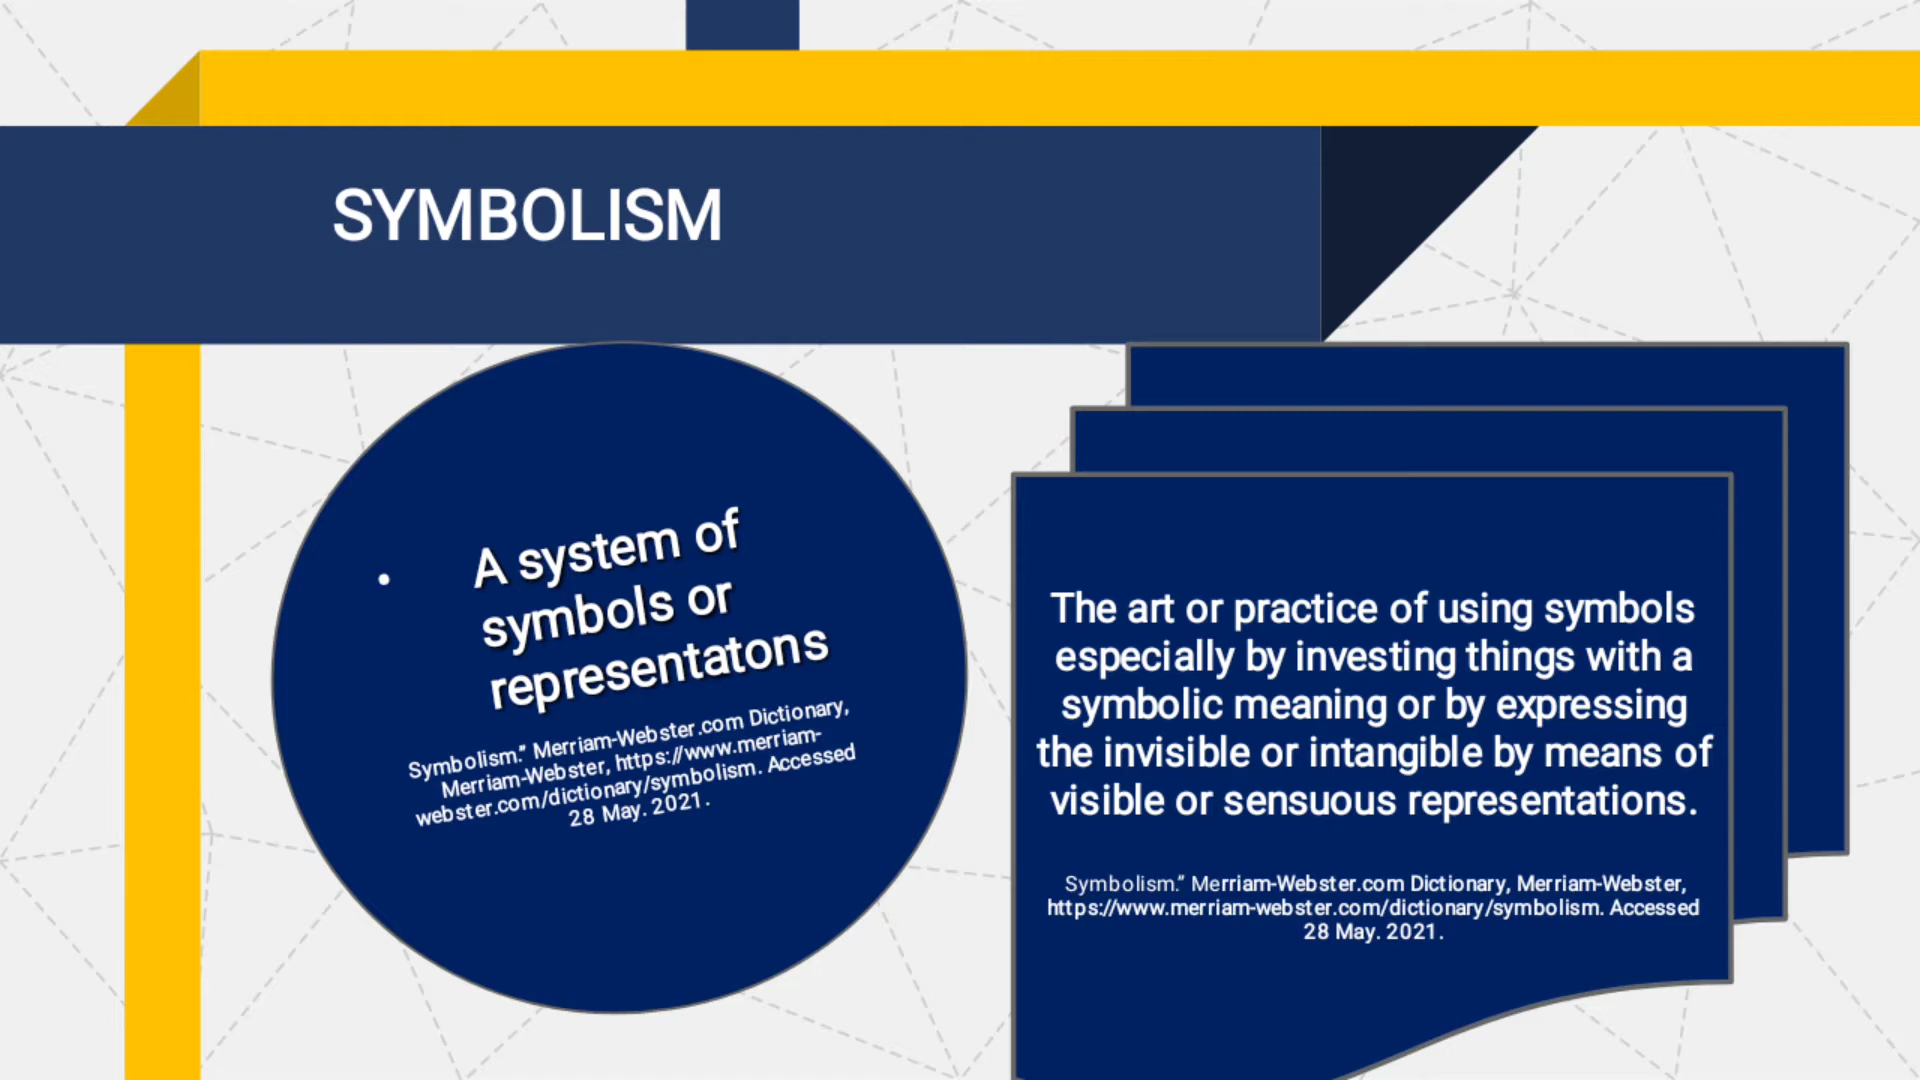 SYMBOLISM
• A system of
symbols or
representatons
Symbolism.” Merriam-Webster.com Dictionary,
Merriam-Webster, https://www.merriam-
webster.com/dictionary/symbolism. Accessed
28 May. 2021.
The art or practice of using symbols
especially by investing things with a
symbolic meaning or by expressing
the invisible or intangible by means of
visible or sensuous representations.
Symbolism.” Merriam-Webster.com Dictionary, Merriam-Webster,
https://www.merriam-webster.com/dictionary/symbolism. Accessed
28 May. 2021.